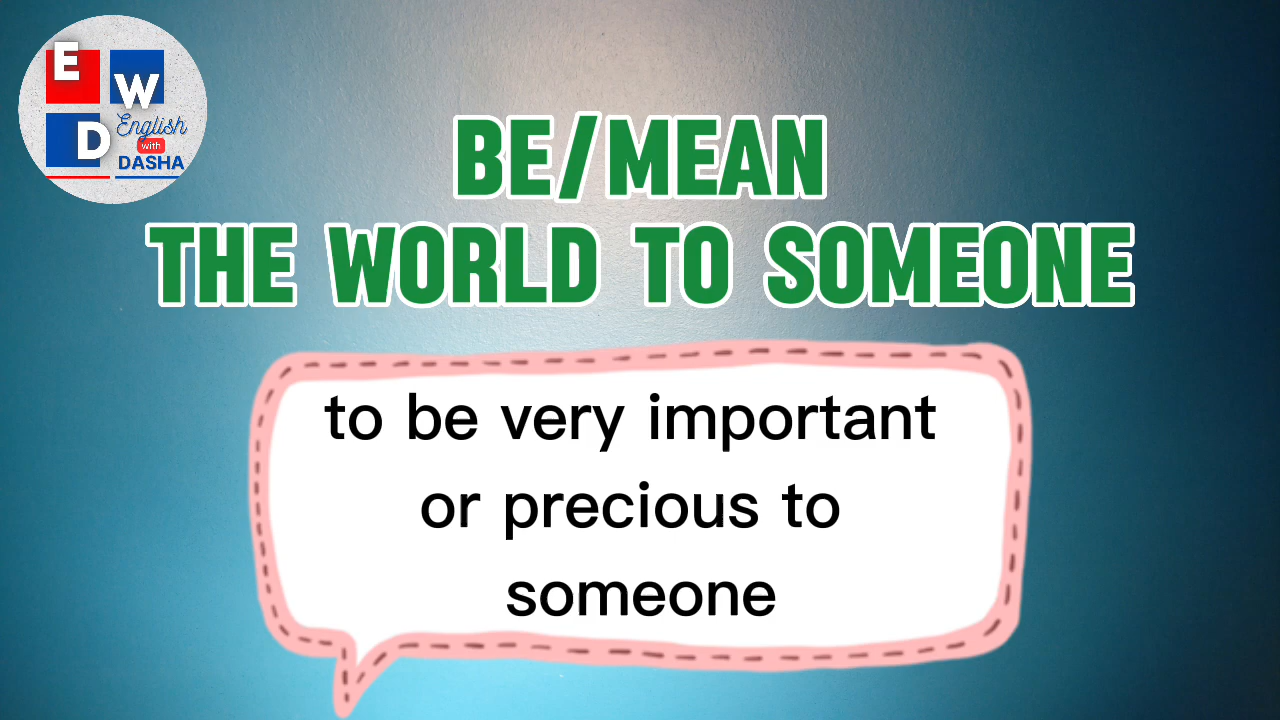 E
W
D
English
with
DASHA
BE/MEAN
THE WORLD TO SOMEONE
to be very important
or precious to
someone